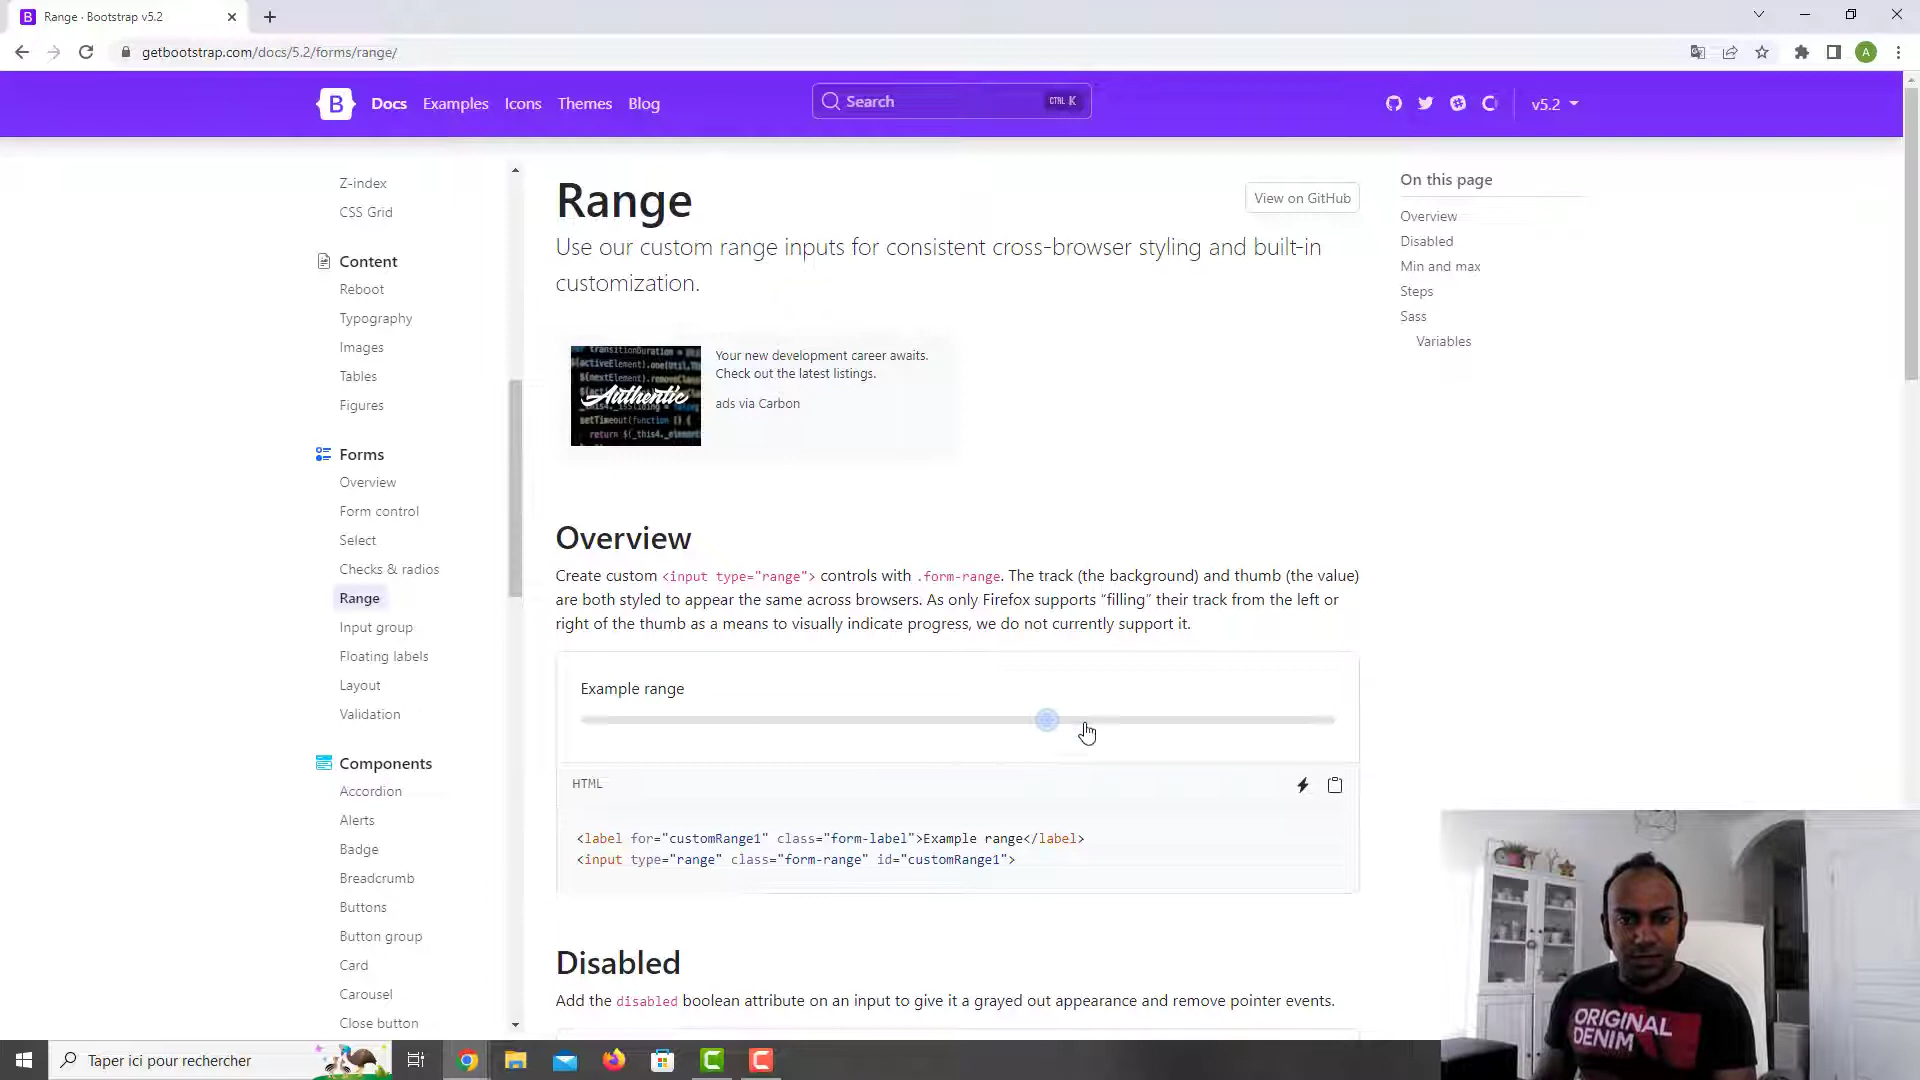 Range · Bootstrap v5.2
getbootstrap.com/docs/5.2/forms/range/
A
B
Docs
Examples
Icons
Themes
Blog
Search
CTRL K
v5.2
Z-index
CSS Grid
Content
Reboot
Typography
Images
Tables
Figures
Forms
Overview
Form control
Select
Checks & radios
Range
Input group
Floating labels
Layout
Validation
Components
Accordion
Alerts
Badge
Breadcrumb
Buttons
Button group
Card
Carousel
Close button
Range
View on GitHub
Use our custom range inputs for consistent cross-browser styling and built-in
customization.
Authentic
Your new development career awaits.
Check out the latest listings.
ads via Carbon
Overview
Create custom <input type="range"> controls with .form-range. The track (the background) and thumb (the value)
are both styled to appear the same across browsers. As only Firefox supports “filling” their track from the left or
right of the thumb as a means to visually indicate progress, we do not currently support it.
Example range
HTML
<label for="customRange1" class="form-label">Example range</label>
<input type="range" class="form-range" id="customRange1">
Disabled
Add the disabled boolean attribute on an input to give it a grayed out appearance and remove pointer events.
On this page
Overview
Disabled
Min and max
Steps
Sass
Variables
ORIGINAL
DENIM
Taper ici pour rechercher